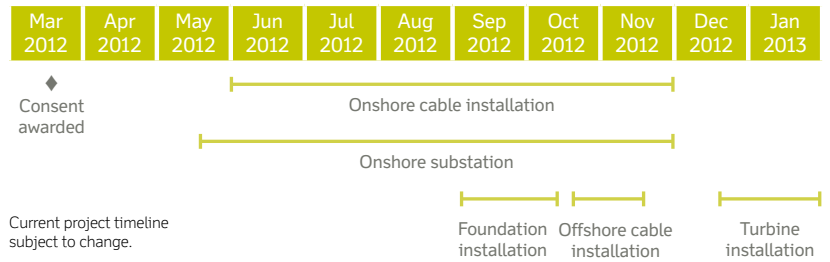 Mar Apr May Jun Jul Aug Sep Oct Nov Dec Jan
2012 2012 2012 2012 2012 2012 2012 2012 2012 2012 2013
Consent
awarded
Onshore cable installation
Onshore substation
Foundation
installation
Offshore cable
installation
Turbine
installation
Current project timeline
subject to change.